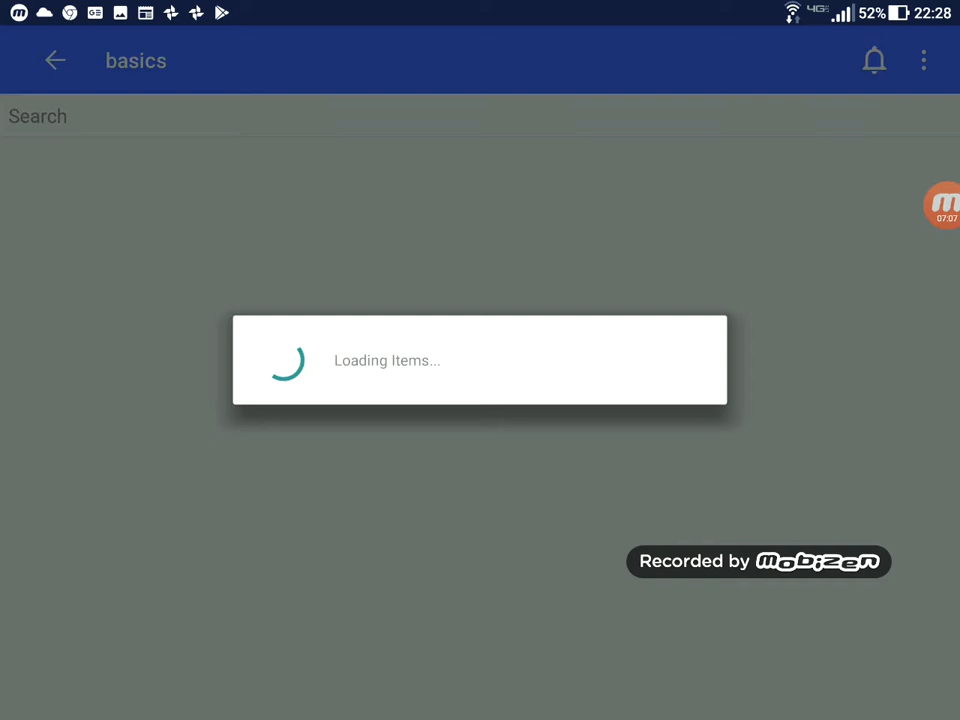 4G 52% 22:28
basics
Search
07:07
Loading Items...
Recorded by mobizen